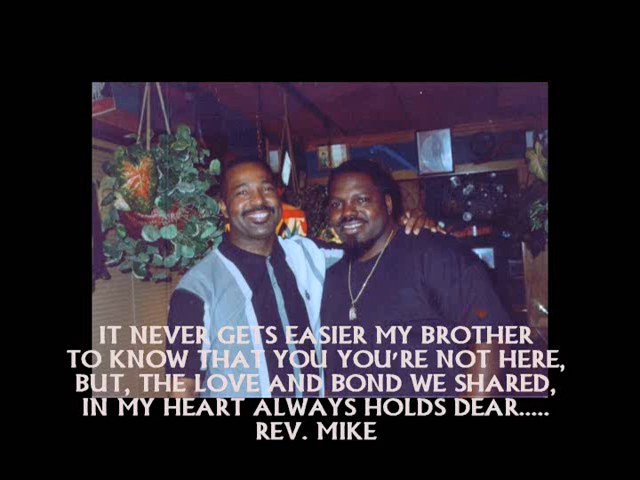 IT NEVER GETS EASIER MY BROTHER
TO KNOW THAT YOU YOU'RE NOT HERE,
BUT, THE LOVE AND BOND WE SHARED,
IN MY HEART ALWAYS HOLDS DEAR.....
REV. MIKE